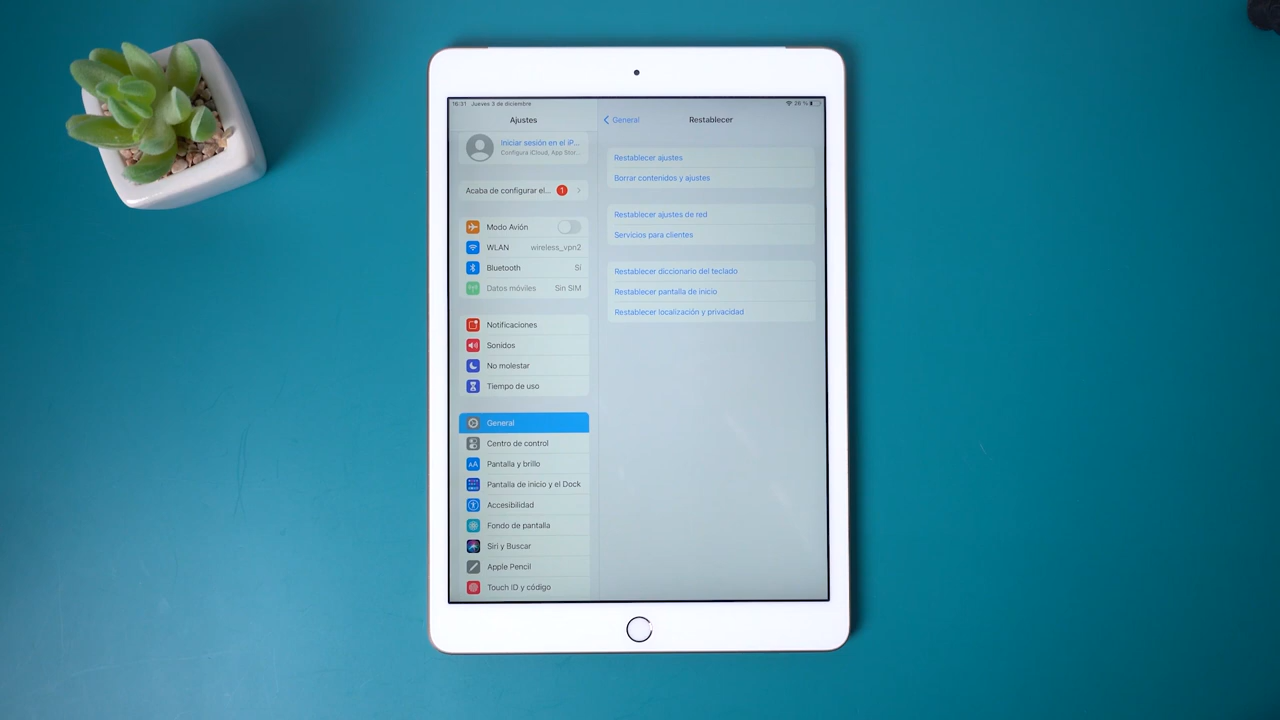 16:31 Jueves 3 de diciembre
26 %
Ajustes
Iniciar sesión en el iP...
Configura iCloud, App Stor...
Acaba de configurar el... 1
Modo Avión
WLAN wireless_vpn2
Bluetooth Sí
Datos móviles Sin SIM
Notificaciones
Sonidos
No molestar
Tiempo de uso
General
Centro de control
AA Pantalla y brillo
Pantalla de inicio y el Dock
Accesibilidad
Fondo de pantalla
Siri y Buscar
Apple Pencil
Touch ID y código
General
Restablecer
Restablecer ajustes
Borrar contenidos y ajustes
Restablecer ajustes de red
Servicios para clientes
Restablecer diccionario del teclado
Restablecer pantalla de inicio
Restablecer localización y privacidad